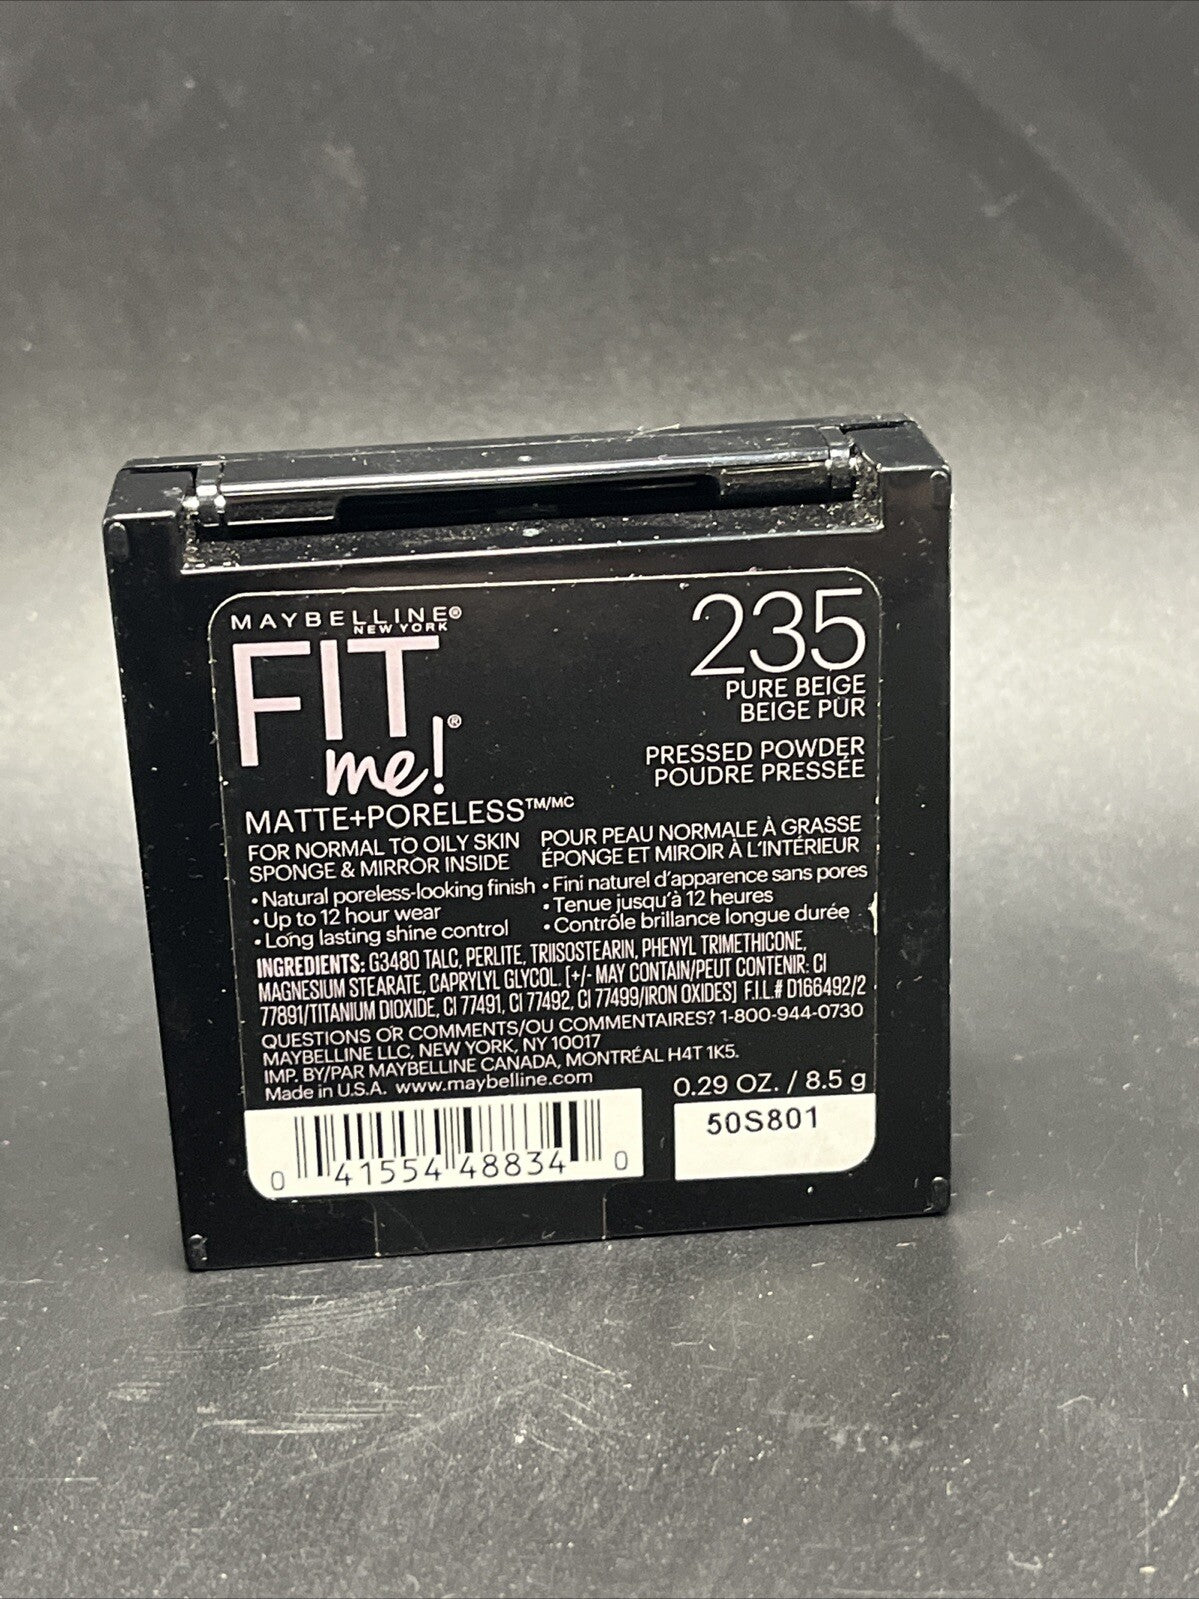 MAYBELLINE®
NEW YORK
FIT
me!®
MATTE+PORELESS™/MC
235
PURE BEIGE
BEIGE PUR
PRESSED POWDER
POUDRE PRESSÉE
FOR NORMAL TO OILY SKIN
SPONGE & MIRROR INSIDE
• Natural poreless-looking finish
• Up to 12 hour wear
• Long lasting shine control
POUR PEAU NORMALE À GRASSE
ÉPONGE ET MIROIR À L'INTÉRIEUR
• Fini naturel d'apparence sans pores
• Tenue jusqu'à 12 heures
• Contrôle brillance longue durée
INGREDIENTS: G3480 TALC, PERLITE, TRIISOSTEARIN, PHENYL TRIMETHICONE,
MAGNESIUM STEARATE, CAPRYLYL GLYCOL. [+/- MAY CONTAIN/PEUT CONTENIR: CI
77891/TITANIUM DIOXIDE, CI 77491, CI 77492, CI 77499/IRON OXIDES] F.I.L.# D166492/2
QUESTIONS OR COMMENTS/OU COMMENTAIRES? 1-800-944-0730
MAYBELLINE LLC, NEW YORK, NY 10017
IMP. BY/PAR MAYBELLINE CANADA, MONTRÉAL H4T 1K5.
Made in U.S.A. www.maybelline.com
0.29 OZ. / 8.5 g
0 41554 48834 0
50S801